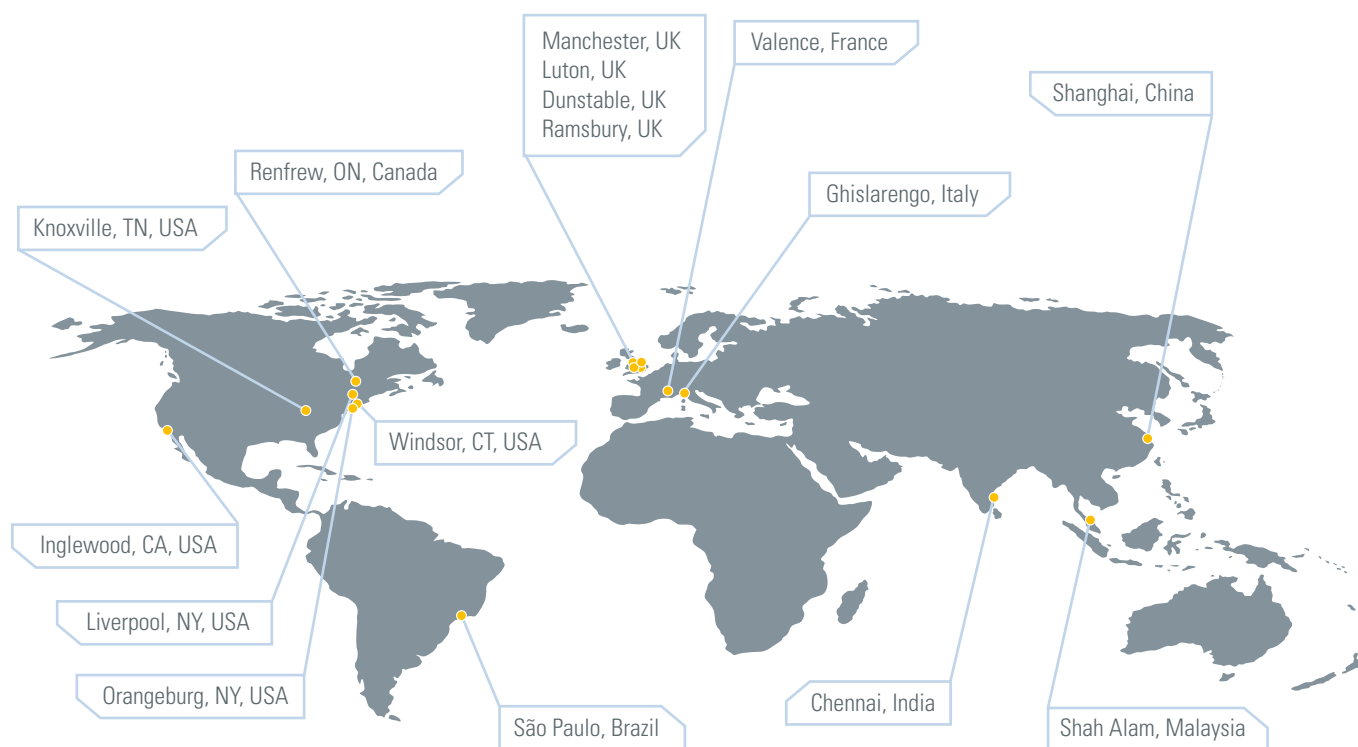 Manchester, UK
Luton, UK
Dunstable, UK
Ramsbury, UK
Valence, France
Shanghai, China
Renfrew, ON, Canada
Ghislarengo, Italy
Knoxville, TN, USA
Windsor, CT, USA
Inglewood, CA, USA
Liverpool, NY, USA
Orangeburg, NY, USA
São Paulo, Brazil
Chennai, India
Shah Alam, Malaysia